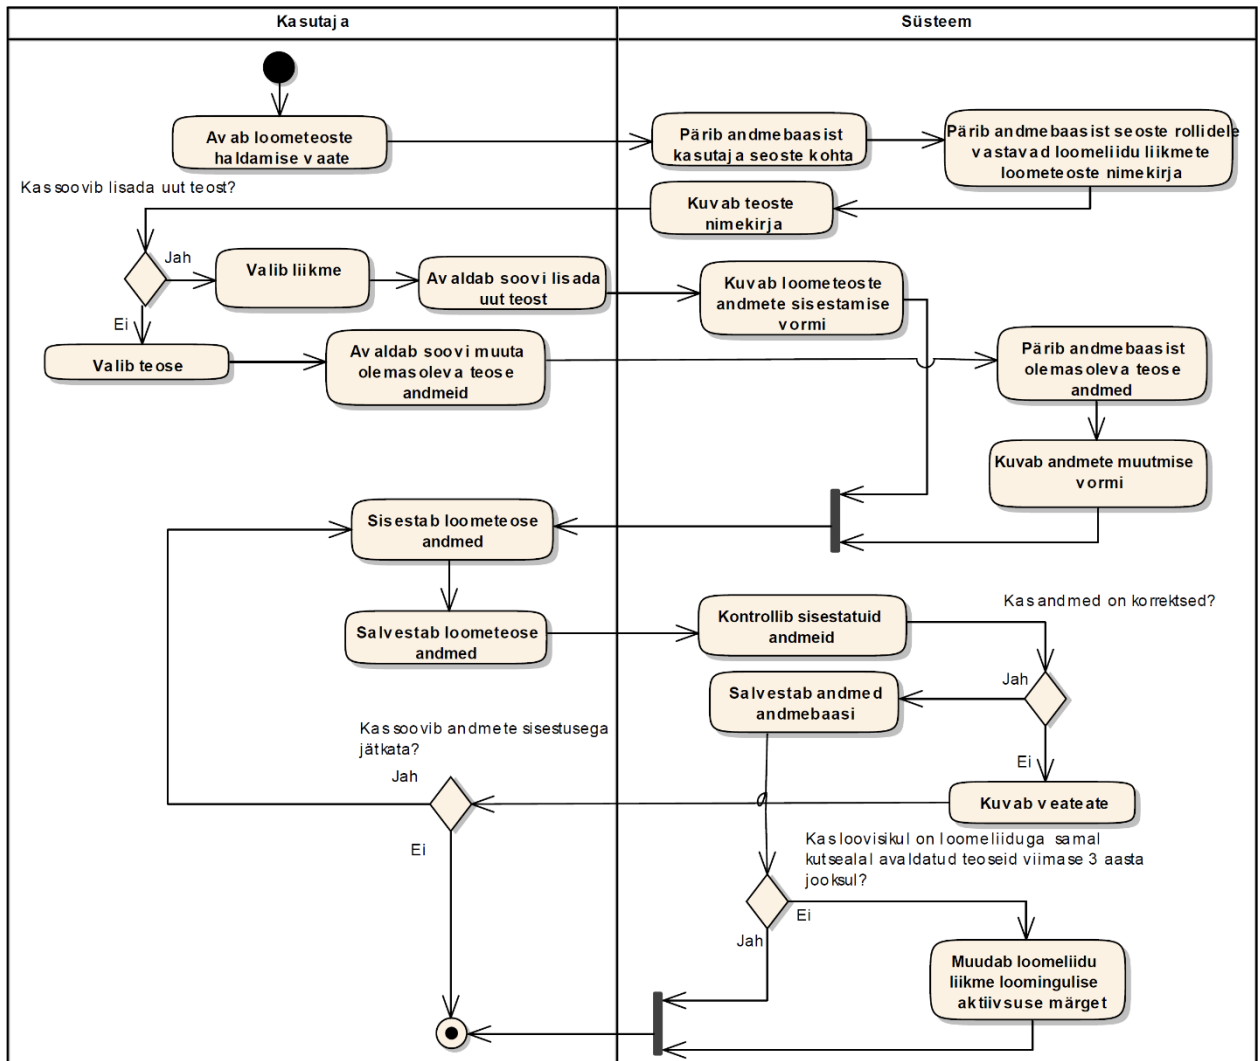 Kasutaja
Süsteem
Avab loometeoste
haldamise vaate
Pärib andmebaasist
kasutaja seoste kohta
Pärib andmebaasist seoste rollidele
vastavad loomeliidu liikmete
loometeoste nimekirja
Kas soovib lisada uut teost?
Kuvab teoste
nimekirja
Jah
Valib liikme
Avaldab soovi lisada
uut teost
Kuvab loometeoste
andmete sisestamise
vormi
Ei
Valib teose
Avaldab soovi muuta
olemasoleva teose
andmeid
Pärib andmebaasist
olemasoleva teose
andmed
Kuvab andmete muutmise
vormi
Sisestab loometeose
andmed
Salvestab loometeose
andmed
Kontrollib sisestatuid
andmeid
Kas andmed on korrektsed?
Jah
Salvestab andmed
andmebaasi
Kas soovib andmete sisestusega
jätkata?
Ei
Jah
Kuvab veateate
Ei
Kas loovisikul on loomeliiduga samal
kutsealal avaldatud teoseid viimase 3 aasta
jooksul?
Ei
Jah
Muudab loomeliidu
liikme loomingulise
aktiivsuse märget